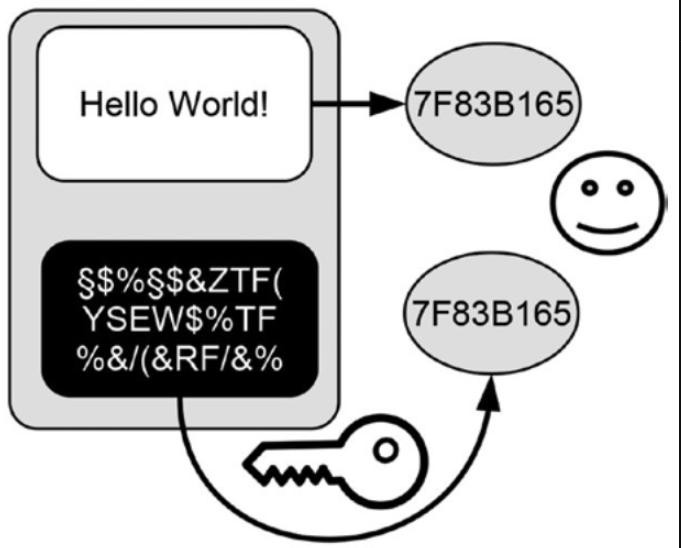 Hello World!
7F83B165
§$%§$&ZTF(
YSEW$%TF
%&/(&RF/&%
7F83B165